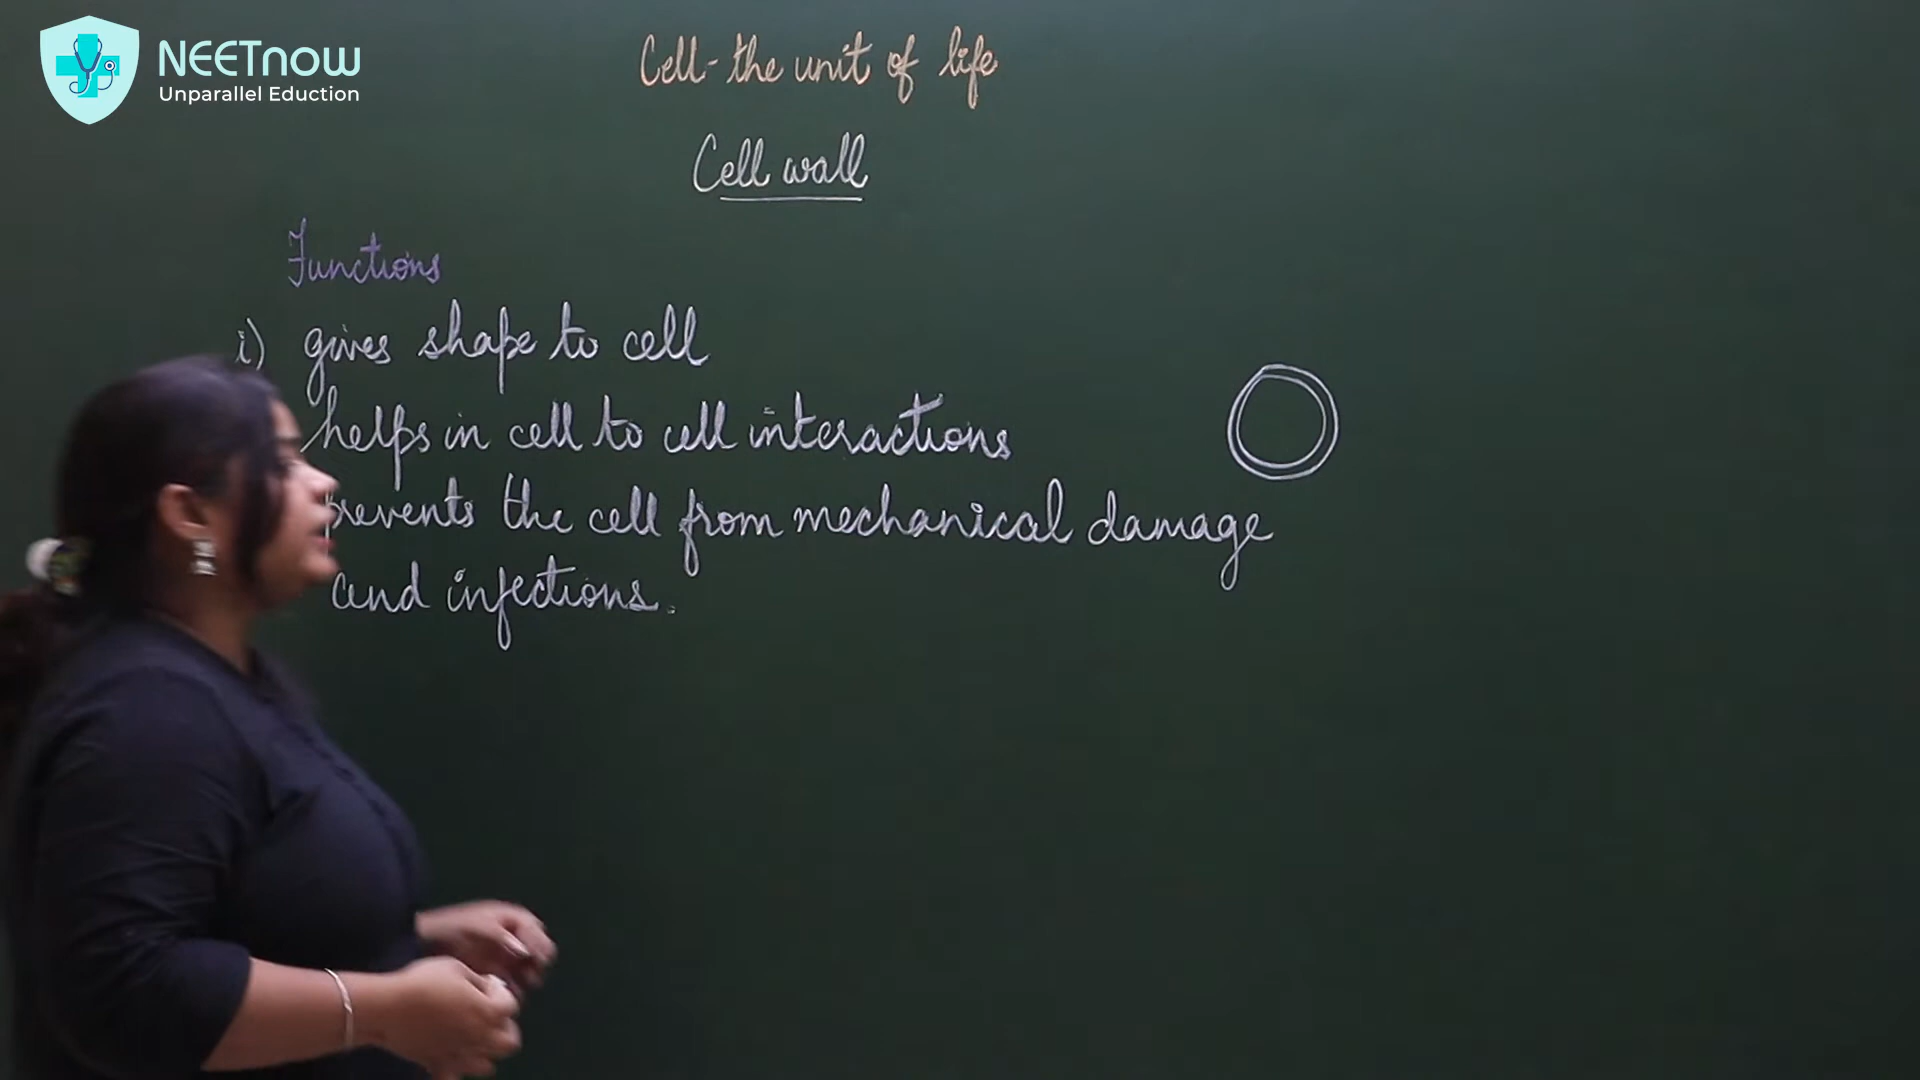 NEETnow
Unparallel Eduction
Cell-the unit of life
Cell wall
Functions
i) gives shape to cell
helps in cell to cell interactions
prevents the cell from mechanical damage
and infections.